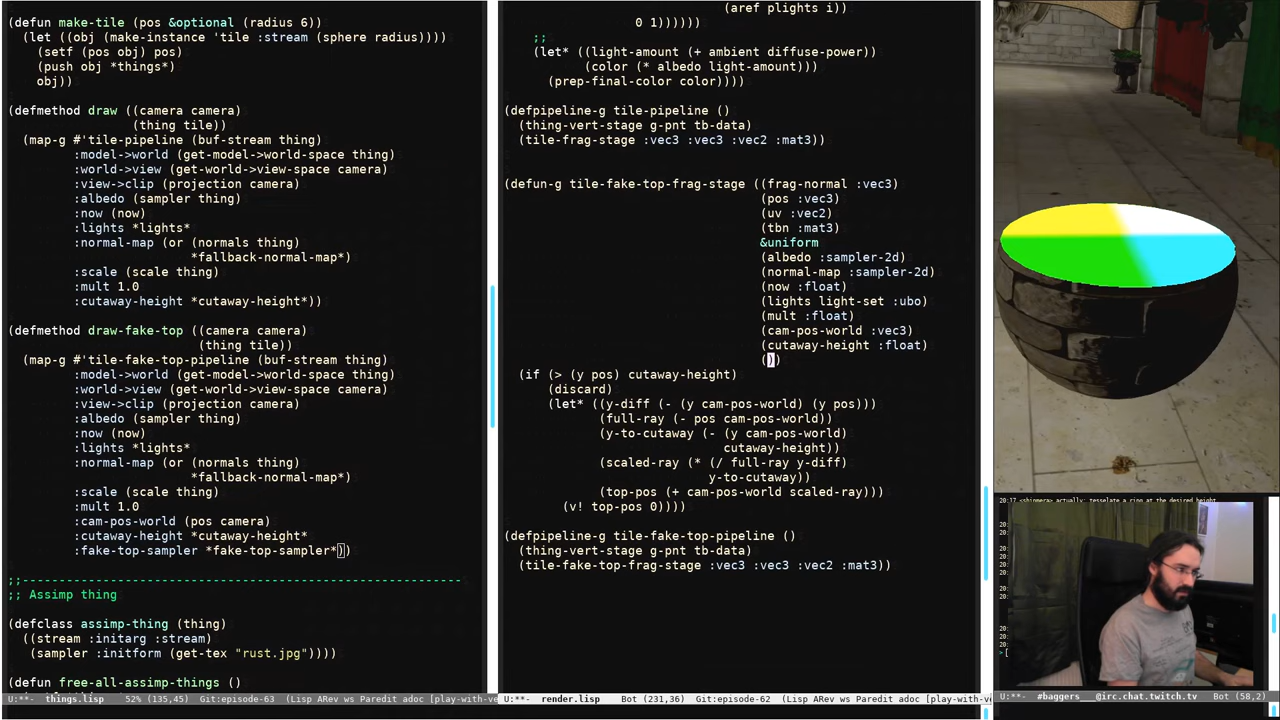 (defun make-tile (pos &optional (radius 6))
  (let ((obj (make-instance 'tile :stream (sphere radius))))
    (setf (pos obj) pos)
    (push obj *things*)
    obj))
(defmethod draw ((camera camera)
                 (thing tile))
  (map-g #'tile-pipeline (buf-stream thing)
         :model->world (get-model->world-space thing)
         :world->view (get-world->view-space camera)
         :view->clip (projection camera)
         :albedo (sampler thing)
         :now (now)
         :lights *lights*
         :normal-map (or (normals thing)
                         *fallback-normal-map*)
         :scale (scale thing)
         :mult 1.0
         :cutaway-height *cutaway-height*))
(defmethod draw-fake-top ((camera camera)
                          (thing tile))
  (map-g #'tile-fake-top-pipeline (buf-stream thing)
         :model->world (get-model->world-space thing)
         :world->view (get-world->view-space camera)
         :view->clip (projection camera)
         :albedo (sampler thing)
         :now (now)
         :lights *lights*
         :normal-map (or (normals thing)
                         *fallback-normal-map*)
         :scale (scale thing)
         :mult 1.0
         :cam-pos-world (pos camera)
         :cutaway-height *cutaway-height*
         :fake-top-sampler *fake-top-sampler*))
;;--------------------------------------------------------------
;; Assimp thing
(defclass assimp-thing (thing)
  ((stream :initarg :stream)
   (sampler :initform (get-tex "rust.jpg"))))
(defun free-all-assimp-things ()
U:**-  things.lisp    52% (135,45)   Git:episode-63  (Lisp ARev ws Paredit adoc [play-with-ve
(aref plights i))
0 1))))))
    ;;
    (let* ((light-amount (+ ambient diffuse-power))
           (color (* albedo light-amount)))
      (prep-final-color color))))
(defpipeline-g tile-pipeline ()
  (thing-vert-stage g-pnt tb-data)
  (tile-frag-stage :vec3 :vec3 :vec2 :mat3))
(defun-g tile-fake-top-frag-stage ((frag-normal :vec3)
                                   (pos :vec3)
                                   (uv :vec2)
                                   (tbn :mat3)
                                   &uniform
                                   (albedo :sampler-2d)
                                   (normal-map :sampler-2d)
                                   (now :float)
                                   (lights light-set :ubo)
                                   (mult :float)
                                   (cam-pos-world :vec3)
                                   (cutaway-height :float)
                                   ())
  (if (> (y pos) cutaway-height)
      (discard)
      (let* ((y-diff (- (y cam-pos-world) (y pos)))
             (full-ray (- pos cam-pos-world))
             (y-to-cutaway (- (y cam-pos-world)
                              cutaway-height))
             (scaled-ray (* (/ full-ray y-diff)
                            y-to-cutaway))
             (top-pos (+ cam-pos-world scaled-ray)))
        (v! top-pos 0))))
(defpipeline-g tile-fake-top-pipeline ()
  (thing-vert-stage g-pnt tb-data)
  (tile-fake-top-frag-stage :vec3 :vec3 :vec2 :mat3))
U:**-  render.lisp    Bot (231,36)   Git:episode-62  (Lisp ARev ws Paredit adoc [play-with-v
20:17 <shinmera> actually: tesselate a ring at the desired height
U:**-  #baggers__@irc.chat.twitch.tv   Bot (58,2)